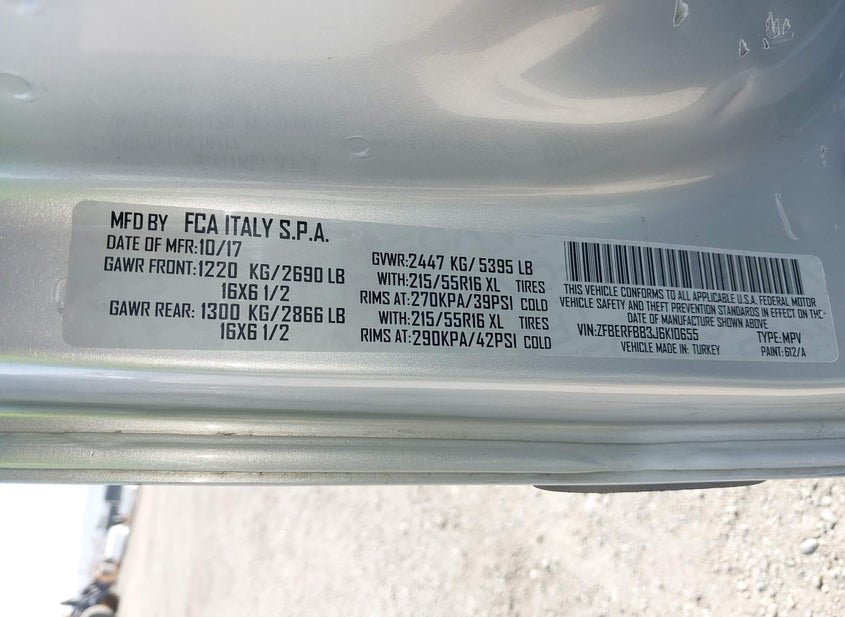 MFD BY FCA ITALY S.P.A.
DATE OF MFR:10/17
GAWR FRONT:1220 KG/2690 LB
16X6 1/2
GAWR REAR:1300 KG/2866 LB
16X6 1/2
GVWR:2447 KG/5395 LB
WITH:215/55R16 XL TIRES
RIMS AT:270KPA/39PSI COLD
WITH:215/55R16 XL TIRES
RIMS AT:290KPA/42PSI COLD
THIS VEHICLE CONFORMS TO ALL APPLICABLE U.S.A. FEDERAL MOTOR
VEHICLE SAFETY AND THEFT PREVENTION STANDARDS IN EFFECT ON THE
DATE OF MANUFACTURE SHOWN ABOVE
VIN:ZFBERFBB3J6K10655 TYPE:MPV
VEHICLE MADE IN: TURKEY PAINT:612/A